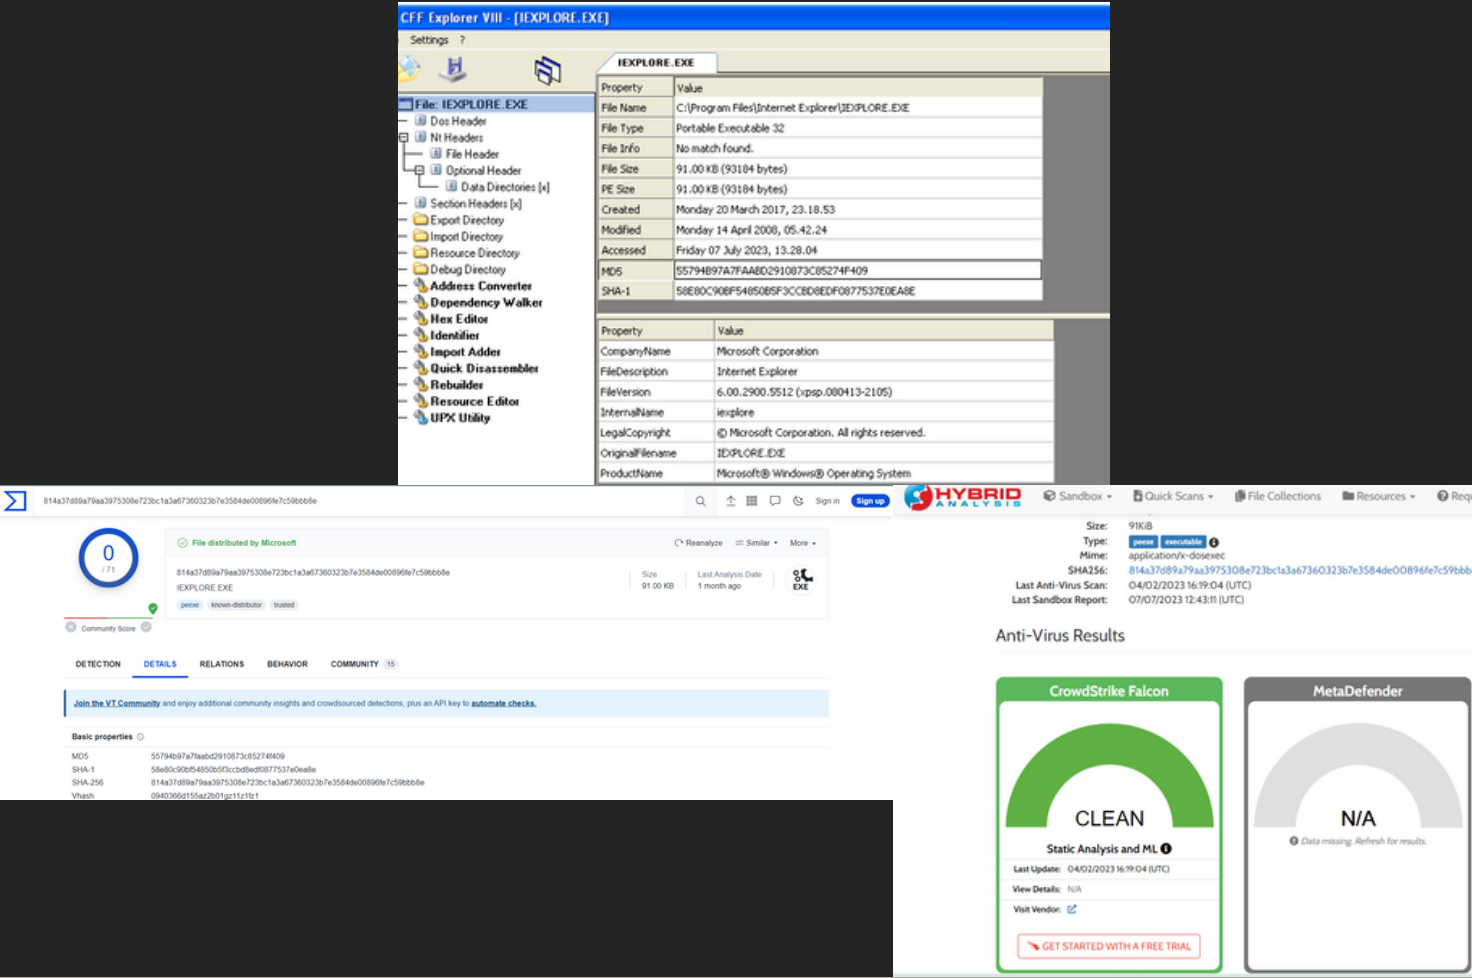 CFF Explorer VIII - [IEXPLORE.EXE]
Settings ?
IEXPLORE.EXE
File: IEXPLORE.EXE
Dos Header
Nt Headers
File Header
Optional Header
Data Directories [x]
Section Headers [x]
Export Directory
Import Directory
Resource Directory
Debug Directory
Address Converter
Dependency Walker
Hex Editor
Identifier
Import Adder
Quick Disassembler
Rebuilder
Resource Editor
UPX Utility
Property Value
File Name C:\Program Files\Internet Explorer\IEXPLORE.EXE
File Type Portable Executable 32
File Info No match found.
File Size 91.00 KB (93184 bytes)
PE Size 91.00 KB (93184 bytes)
Created Monday 20 March 2017, 23.18.53
Modified Monday 14 April 2008, 05.42.24
Accessed Friday 07 July 2023, 13.28.04
MD5 55794B97A7FAABD2910873C85274F409
SHA-1 58E80C90BF54850B5F3CCBD8EDF0877537E0EA8E
Property Value
CompanyName Microsoft Corporation
FileDescription Internet Explorer
FileVersion 6.00.2900.5512 (xpsp.080413-2105)
InternalName iexplore
LegalCopyright © Microsoft Corporation. All rights reserved.
OriginalFilename IEXPLORE.EXE
ProductName Microsoft® Windows® Operating System
814a37d89a79aa3975308e723bc1a3a67360323b7e3584de00896fe7c59bbb8e
Sign in Sign up
0
/ 71
Community Score
File distributed by Microsoft
Reanalyze Similar More
814a37d89a79aa3975308e723bc1a3a67360323b7e3584de00896fe7c59bbb8e
IEXPLORE.EXE
Size
91.00 KB
Last Analysis Date
1 month ago
EXE
peexe known-distributor trusted
DETECTION DETAILS RELATIONS BEHAVIOR COMMUNITY 15
Join the VT Community and enjoy additional community insights and crowdsourced detections, plus an API key to automate checks.
Basic properties
MD5 55794b97a7faabd2910873c85274f409
SHA-1 58e80c90bf54850b5f3ccbd8edf0877537e0ea8e
SHA-256 814a37d89a79aa3975308e723bc1a3a67360323b7e3584de00896fe7c59bbb8e
Vhash 0940366d155az2b01gz11z1fz1
HYBRID
ANALYSIS
Sandbox Quick Scans File Collections Resources Requ
Size: 91KiB
Type: peexe executable
Mime: application/x-dosexec
SHA256: 814a37d89a79aa3975308e723bc1a3a67360323b7e3584de00896fe7c59bbb
Last Anti-Virus Scan: 04/02/2023 16:19:04 (UTC)
Last Sandbox Report: 07/07/2023 12:43:11 (UTC)
Anti-Virus Results
CrowdStrike Falcon
CLEAN
Static Analysis and ML
Last Update: 04/02/2023 16:19:04 (UTC)
View Details: N/A
Visit Vendor:
GET STARTED WITH A FREE TRIAL
MetaDefender
N/A
Data missing. Refresh for results.